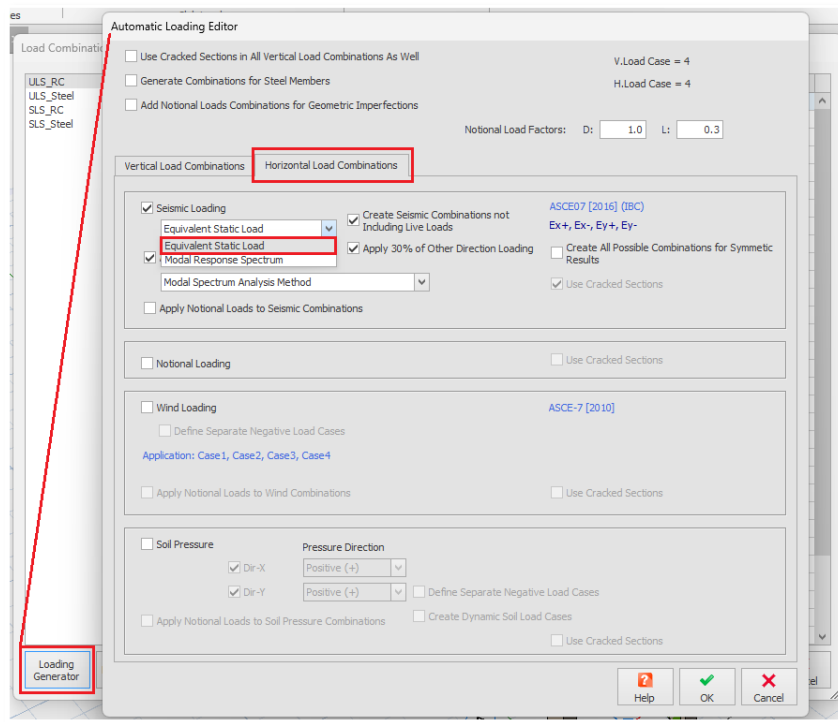 es
Automatic Loading Editor
Load Combinatio
Use Cracked Sections in All Vertical Load Combinations As Well
V.Load Case = 4
ULS_RC
Generate Combinations for Steel Members
H.Load Case = 4
ULS_Steel
SLS_RC
Add Notional Loads Combinations for Geometric Imperfections
SLS_Steel
Notional Load Factors: D: 1.0 L: 0.3
Vertical Load Combinations
Horizontal Load Combinations
Seismic Loading
Create Seismic Combinations not
Including Live Loads
ASCE07 [2016] (IBC)
Equivalent Static Load
Ex+, Ex-, Ey+, Ey-
Equivalent Static Load
Apply 30% of Other Direction Loading
Create All Possible Combinations for Symmetic
Results
Modal Response Spectrum
Modal Spectrum Analysis Method
Use Cracked Sections
Apply Notional Loads to Seismic Combinations
Notional Loading
Use Cracked Sections
Wind Loading
ASCE-7 [2010]
Define Separate Negative Load Cases
Application: Case1, Case2, Case3, Case4
Apply Notional Loads to Wind Combinations
Use Cracked Sections
Soil Pressure
Pressure Direction
Dir-X
Positive (+)
Dir-Y
Positive (+)
Define Separate Negative Load Cases
Apply Notional Loads to Soil Pressure Combinations
Create Dynamic Soil Load Cases
Use Cracked Sections
Loading
Generator
Help
OK
Cancel
el